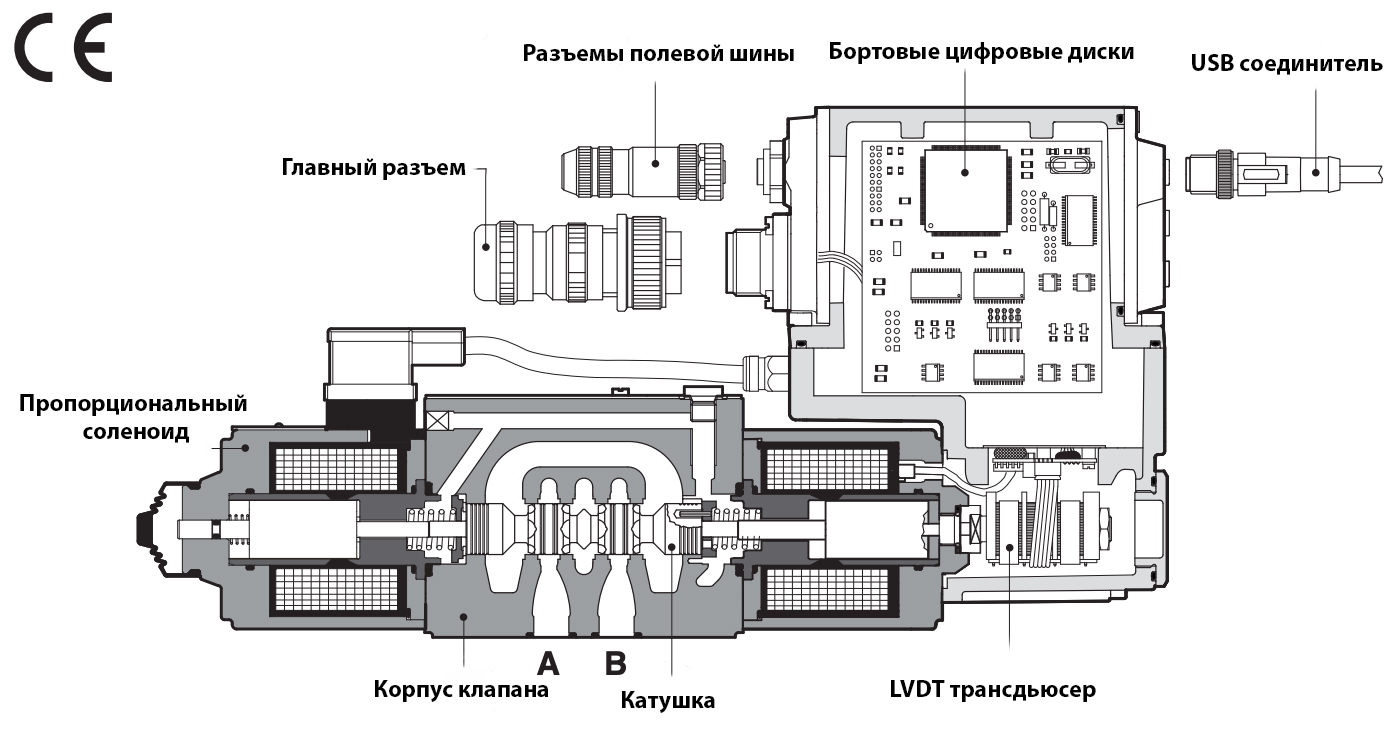 CE
Разъемы полевой шины
Бортовые цифровые диски
USB соединитель
Главный разъем
Пропорциональный
соленоид
A B
Корпус клапана
Катушка
LVDT трансдьюсер